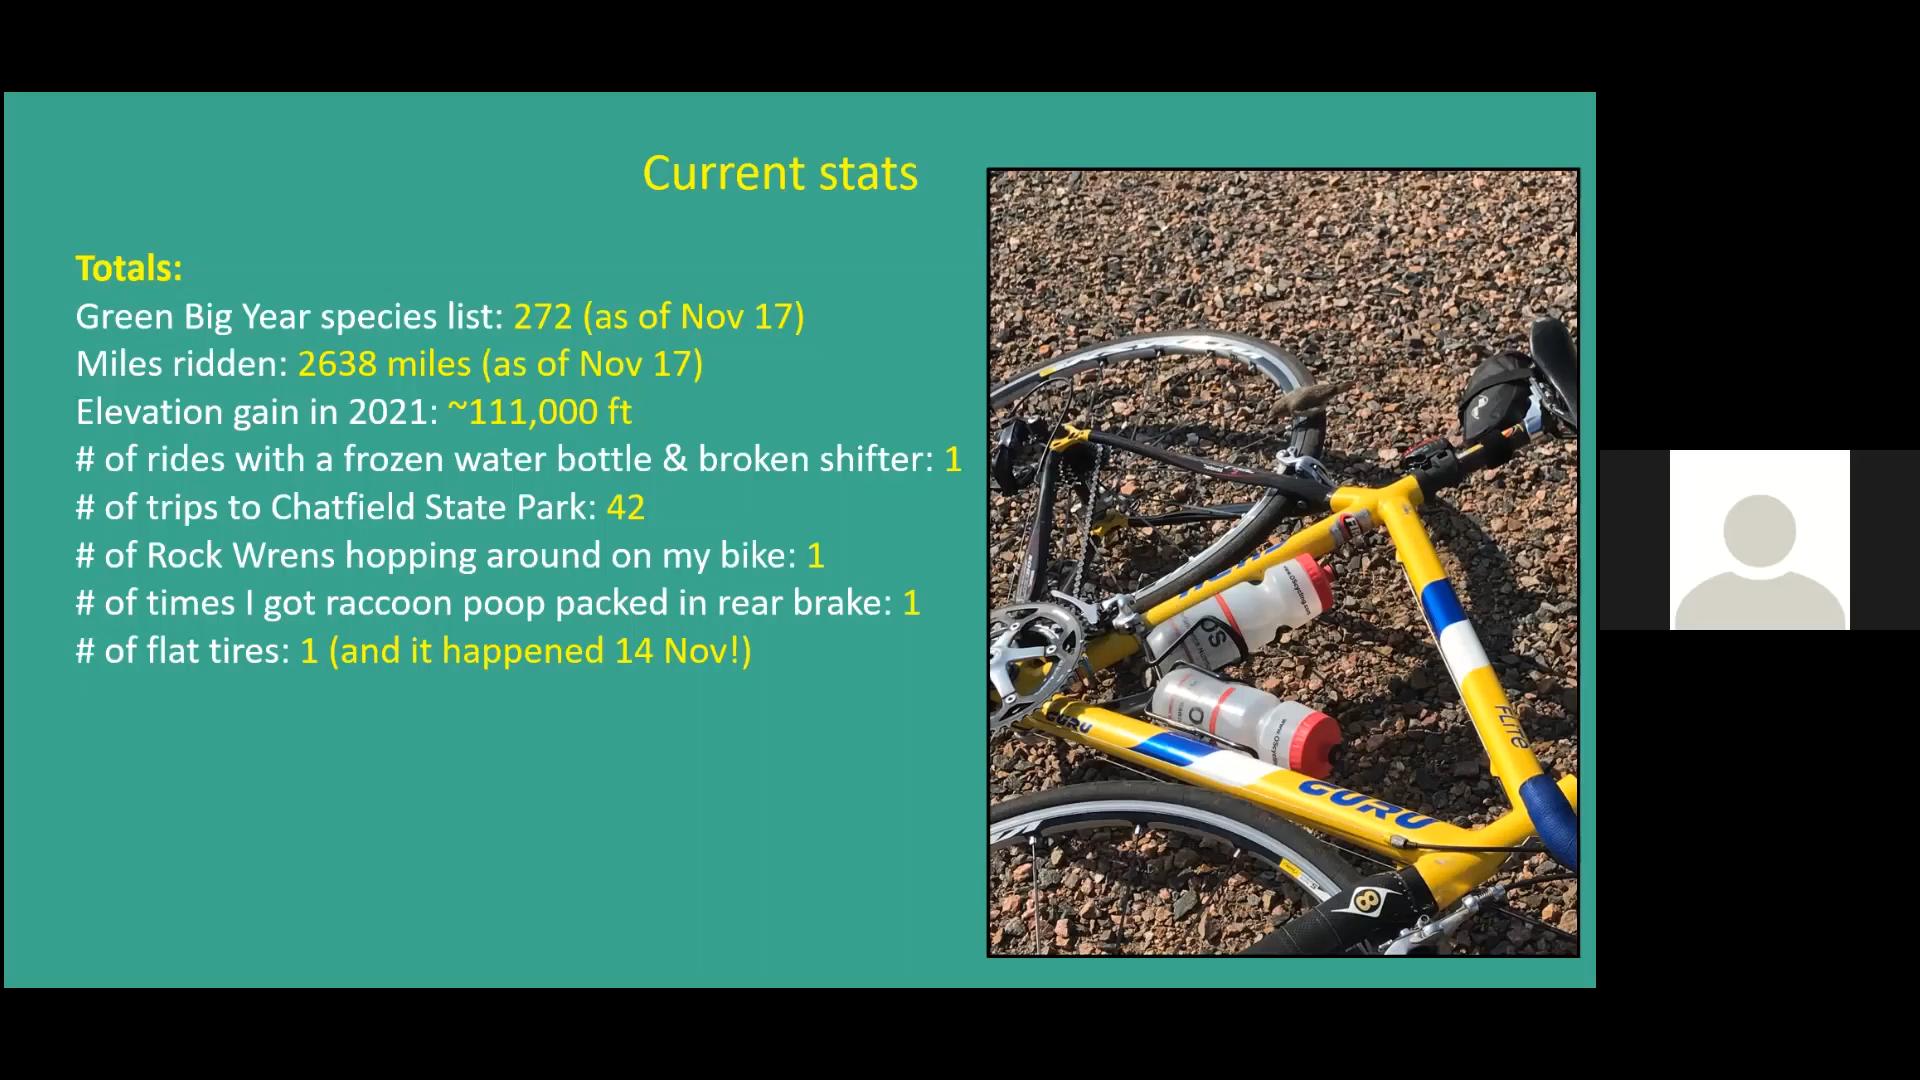 Current stats
Totals:
Green Big Year species list: 272 (as of Nov 17)
Miles ridden: 2638 miles (as of Nov 17)
Elevation gain in 2021: ~111,000 ft
# of rides with a frozen water bottle & broken shifter: 1
# of trips to Chatfield State Park: 42
# of Rock Wrens hopping around on my bike: 1
# of times I got raccoon poop packed in rear brake: 1
# of flat tires: 1 (and it happened 14 Nov!)
GURU
FLite
GURU
8